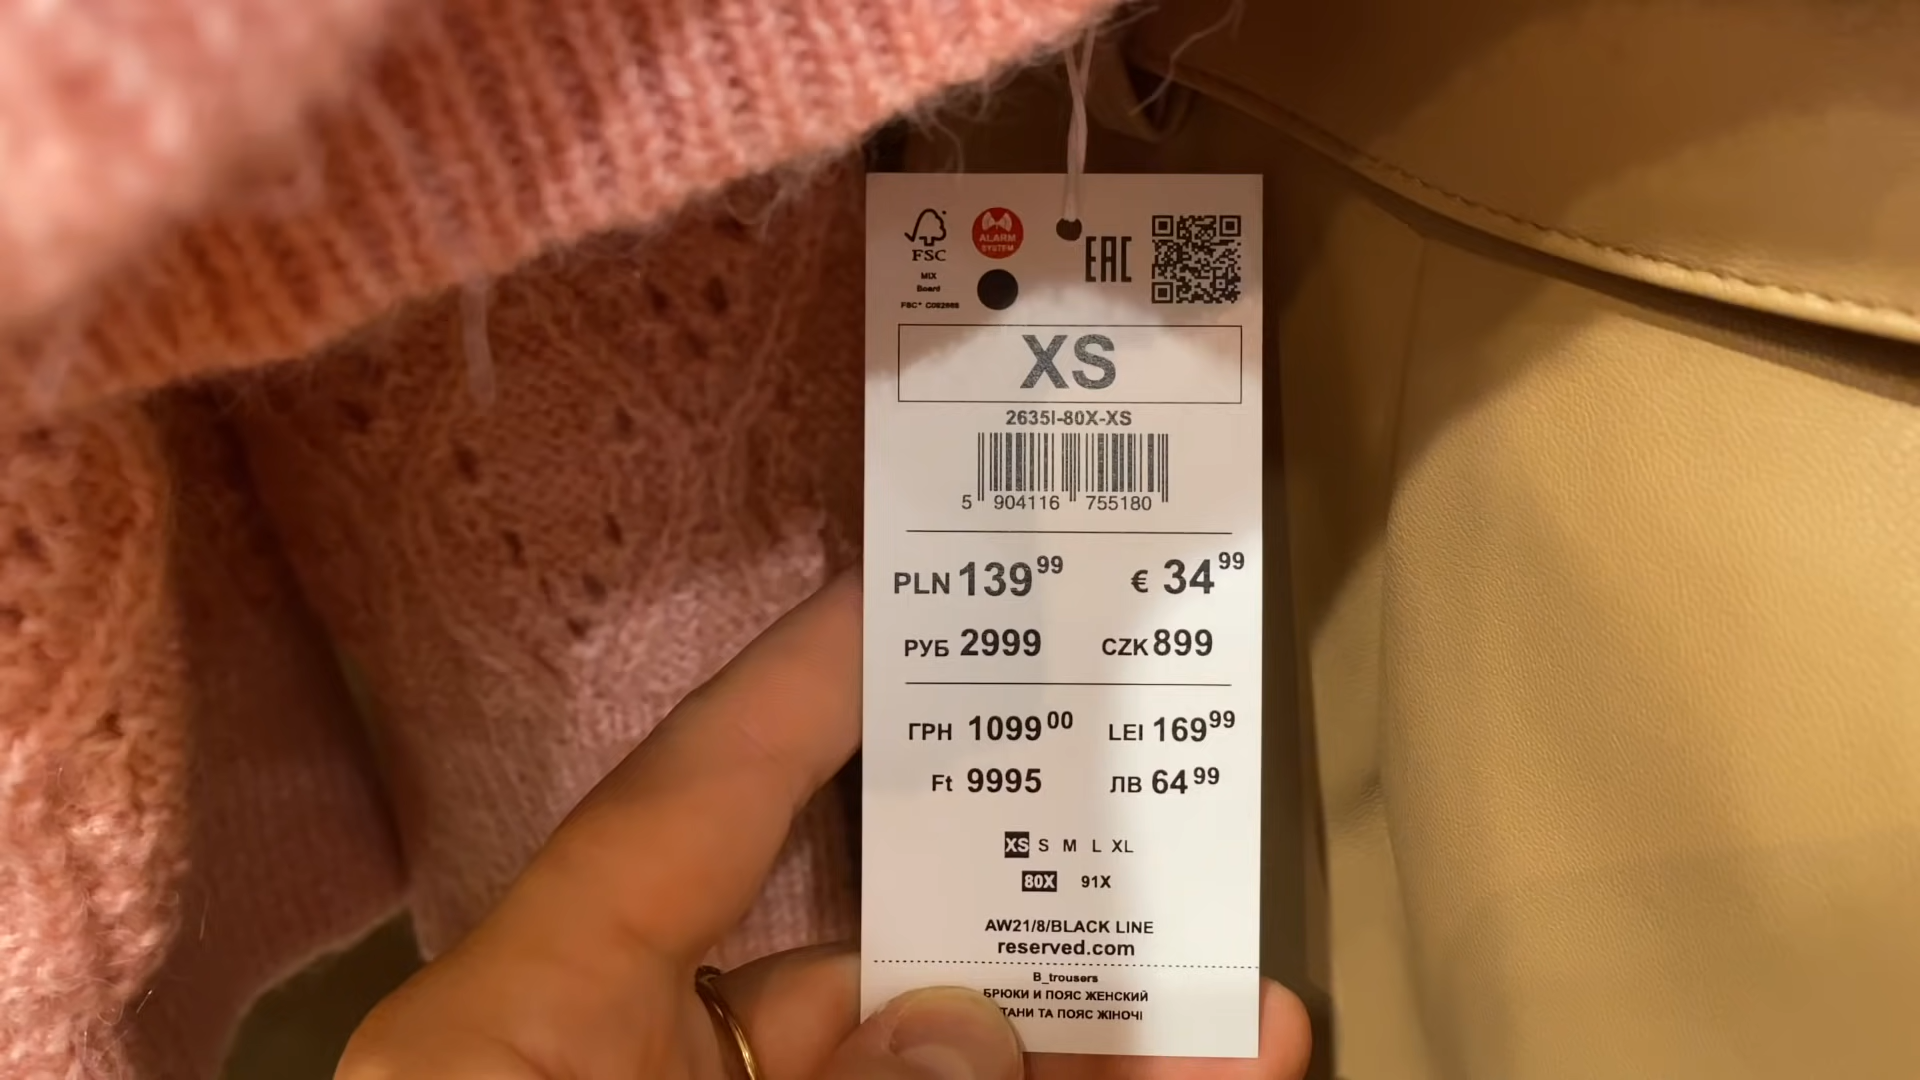 FSC
MIX
Board
FSC® C092665
ALARM
SYSTEM
EAC
XS
2635I-80X-XS
5 904116 755180
PLN 139 99 € 34 99
РУБ 2999 CZK 899
ГРН 1099 00 LEI 169 99
Ft 9995 ЛВ 64 99
XS S M L XL
80X 91X
AW21/8/BLACK LINE
reserved.com
B_trousers
БРЮКИ И ПОЯС ЖЕНСКИЙ
ТА ПОЯС ЖІНОЧІ